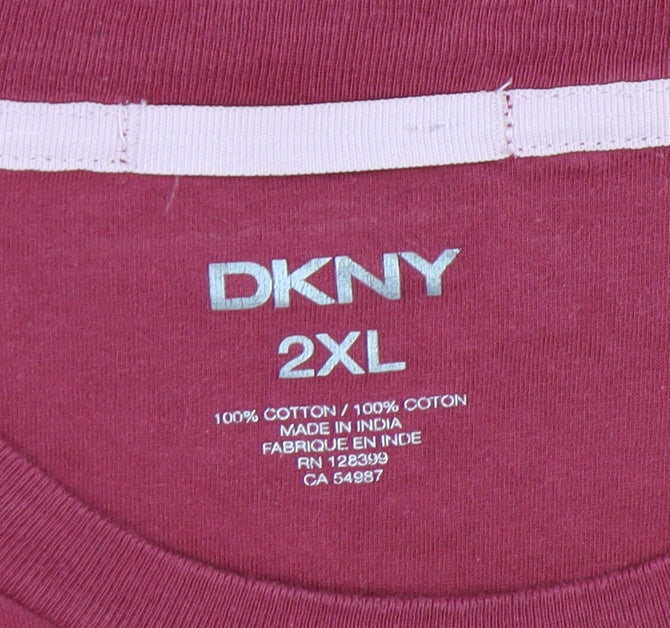 DKNY
2XL
100% COTTON / 100% COTON
MADE IN INDIA
FABRIQUE EN INDE
RN 128399
CA 54987